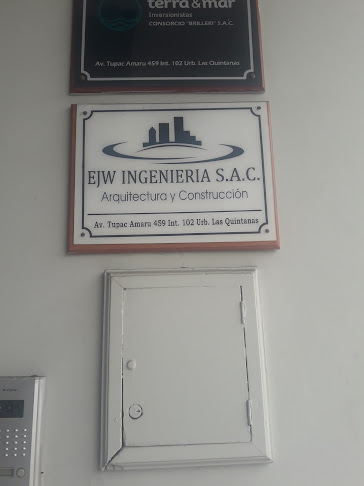 terra&mar
Inversionistas
CONSORCIO "BRILLERI" S.A.C.
Av. Tupac Amaru 459 Int. 102 Urb. Las Quintanas
EJW INGENIERIA S.A.C.
Arquitectura y Construcción
Av. Tupac Amaru 459 Int. 102 Urb. Las Quintanas